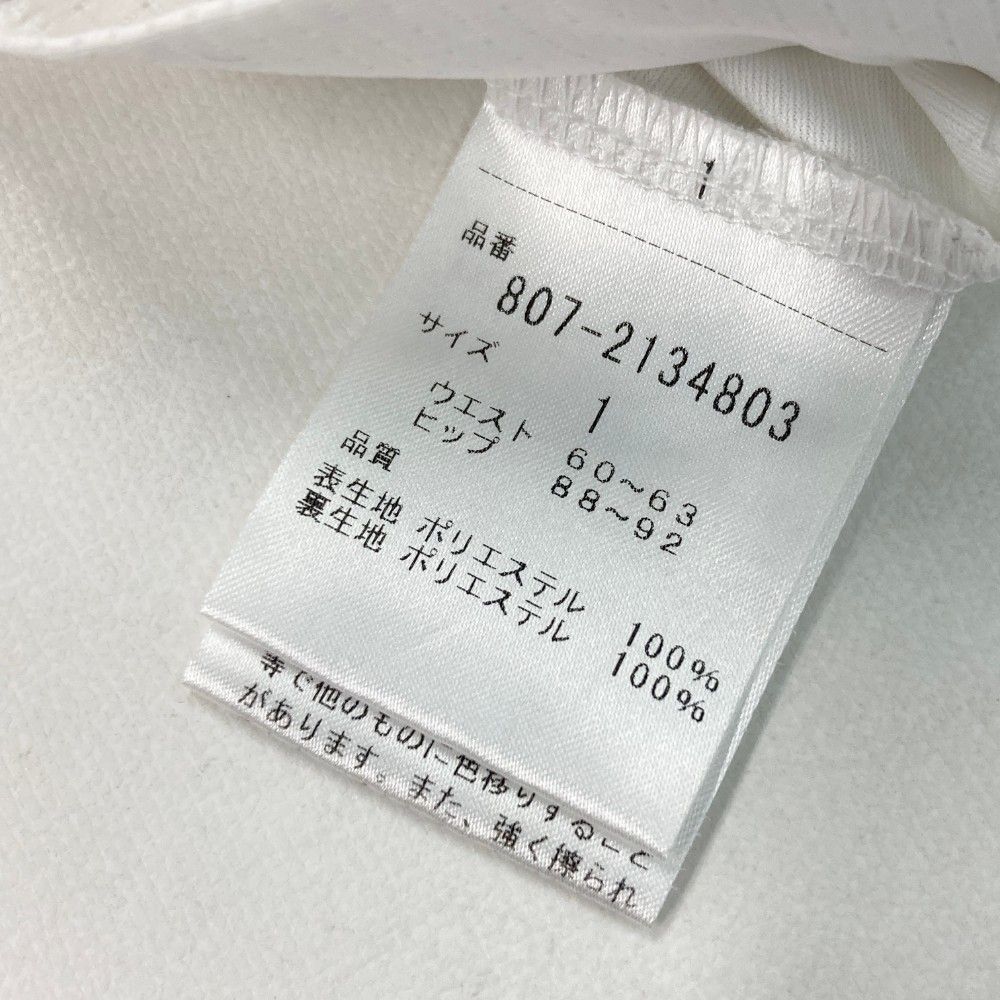 1
品番
807-2134803
サイズ
1
ウエスト 60～63
ヒップ 88～92
品質
表生地 ポリエステル 100%
裏生地 ポリエステル 100%
等で他のものに色移りすること
があります。また、強く擦られ